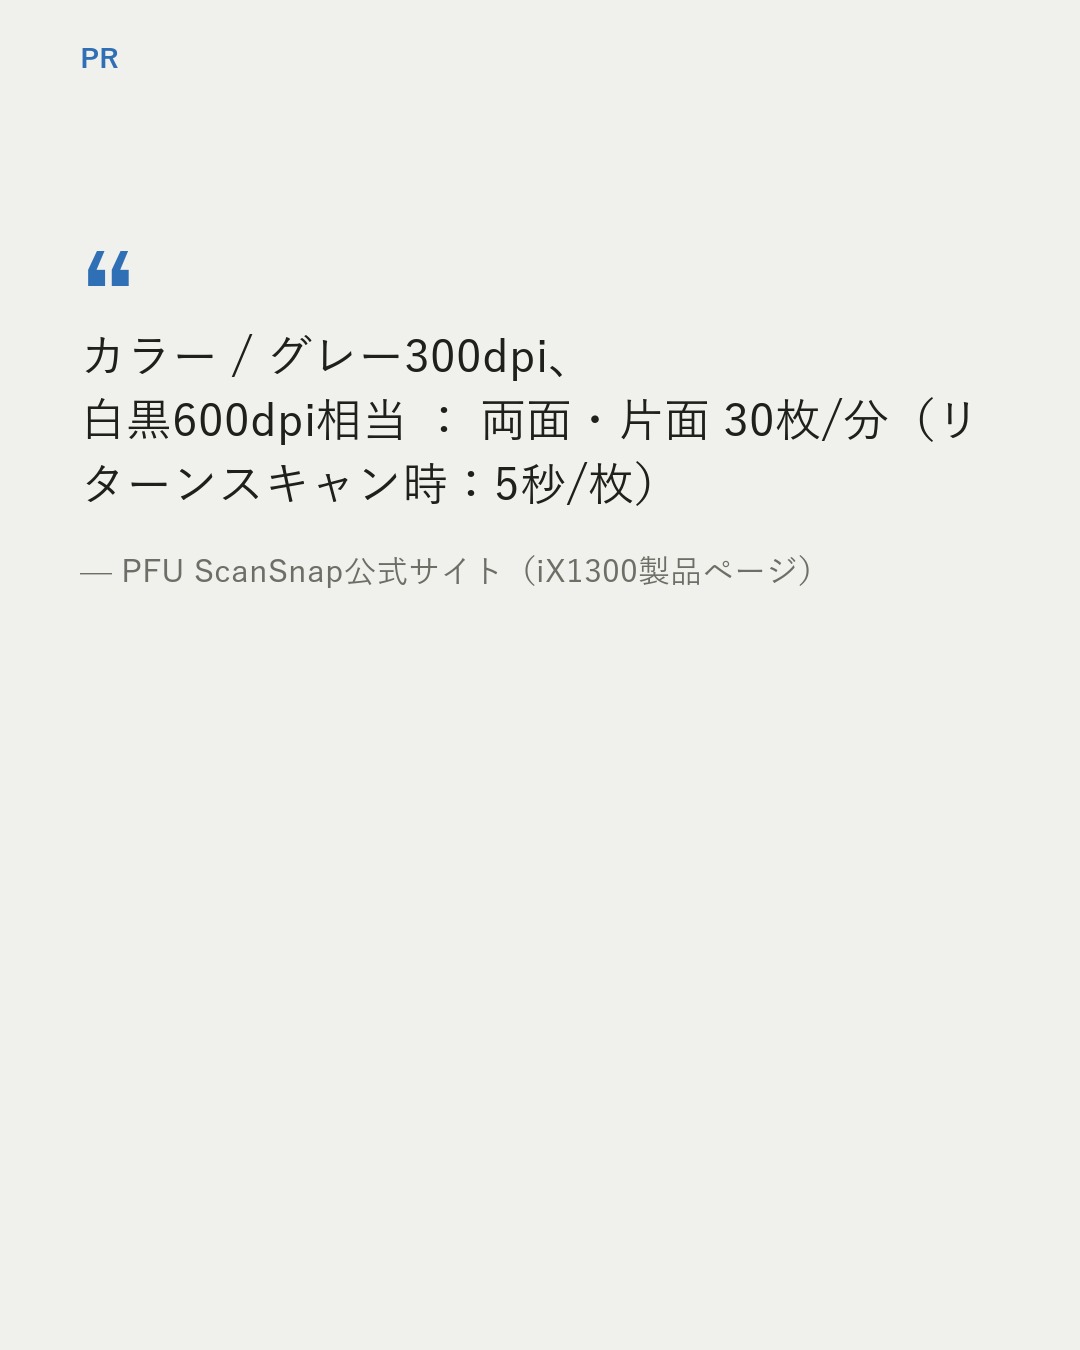 PR
“
カラー / グレー300dpi、
白黒600dpi相当 ： 両面・片面 30枚/分（リ
ターンスキャン時：5秒/枚）
— PFU ScanSnap公式サイト（iX1300製品ページ）